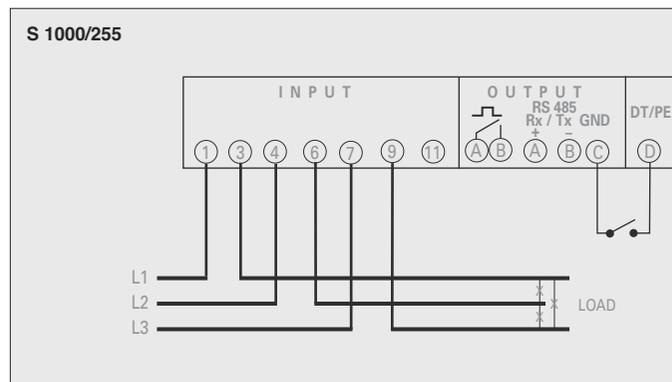 S 1000/255
INPUT
OUTPUT
RS 485
Rx / Tx GND
DT/PE
+ –
1 3 4 6 7 9 11 A B A B C D
L1
L2
L3
LOAD